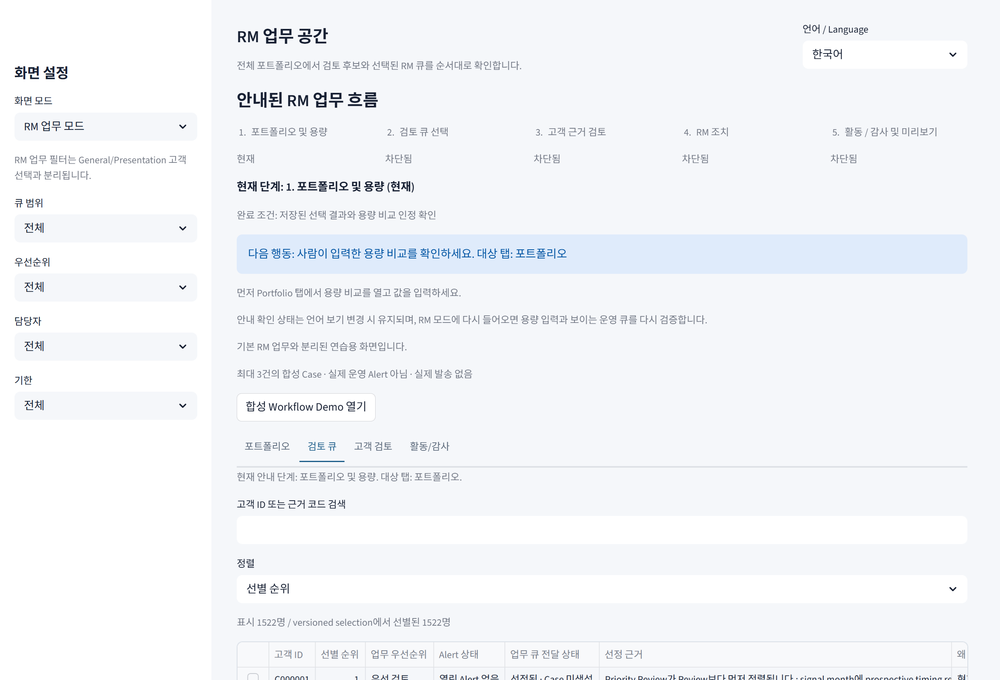 화면 설정
화면 모드
RM 업무 모드
RM 업무 필터는 General/Presentation 고객
선택과 분리됩니다.
큐 범위
전체
우선순위
전체
담당자
전체
기한
전체
언어 / Language
한국어
RM 업무 공간
전체 포트폴리오에서 검토 후보와 선택된 RM 큐를 순서대로 확인합니다.
안내된 RM 업무 흐름
1. 포트폴리오 및 용량
2. 검토 큐 선택
3. 고객 근거 검토
4. RM 조치
5. 활동 / 감사 및 미리보기
현재
차단됨
차단됨
차단됨
차단됨
현재 단계: 1. 포트폴리오 및 용량 (현재)
완료 조건: 저장된 선택 결과와 용량 비교 인정 확인
다음 행동: 사람이 입력한 용량 비교를 확인하세요. 대상 탭: 포트폴리오
먼저 Portfolio 탭에서 용량 비교를 열고 값을 입력하세요.
안내 확인 상태는 언어 보기 변경 시 유지되며, RM 모드에 다시 들어오면 용량 입력과 보이는 운영 큐를 다시 검증합니다.
기본 RM 업무와 분리된 연습용 화면입니다.
최대 3건의 합성 Case · 실제 운영 Alert 아님 · 실제 발송 없음
합성 Workflow Demo 열기
포트폴리오 검토 큐 고객 검토 활동/감사
현재 안내 단계: 포트폴리오 및 용량. 대상 탭: 포트폴리오.
고객 ID 또는 근거 코드 검색
정렬
선별 순위
표시 1522명 / versioned selection에서 선별된 1522명
고객 ID 선별 순위 업무 우선순위 Alert 상태 업무 큐 전달 상태 선정 근거 왜
C000001 1 우선 검토 열린 Alert 없음 선정됨 · Case 미생성 Priority Review가 Review보다 먼저 정렬됩니다.; signal month에 prospective timing re